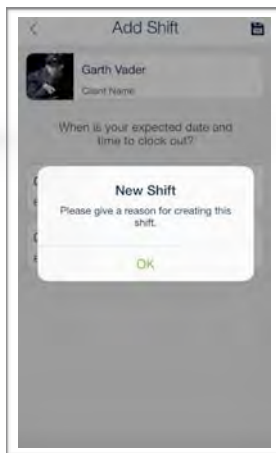 Add Shift
Garth Vader
Client Name
When is your expected date and
time to clock out?
New Shift
Please give a reason for creating this
shift.
OK